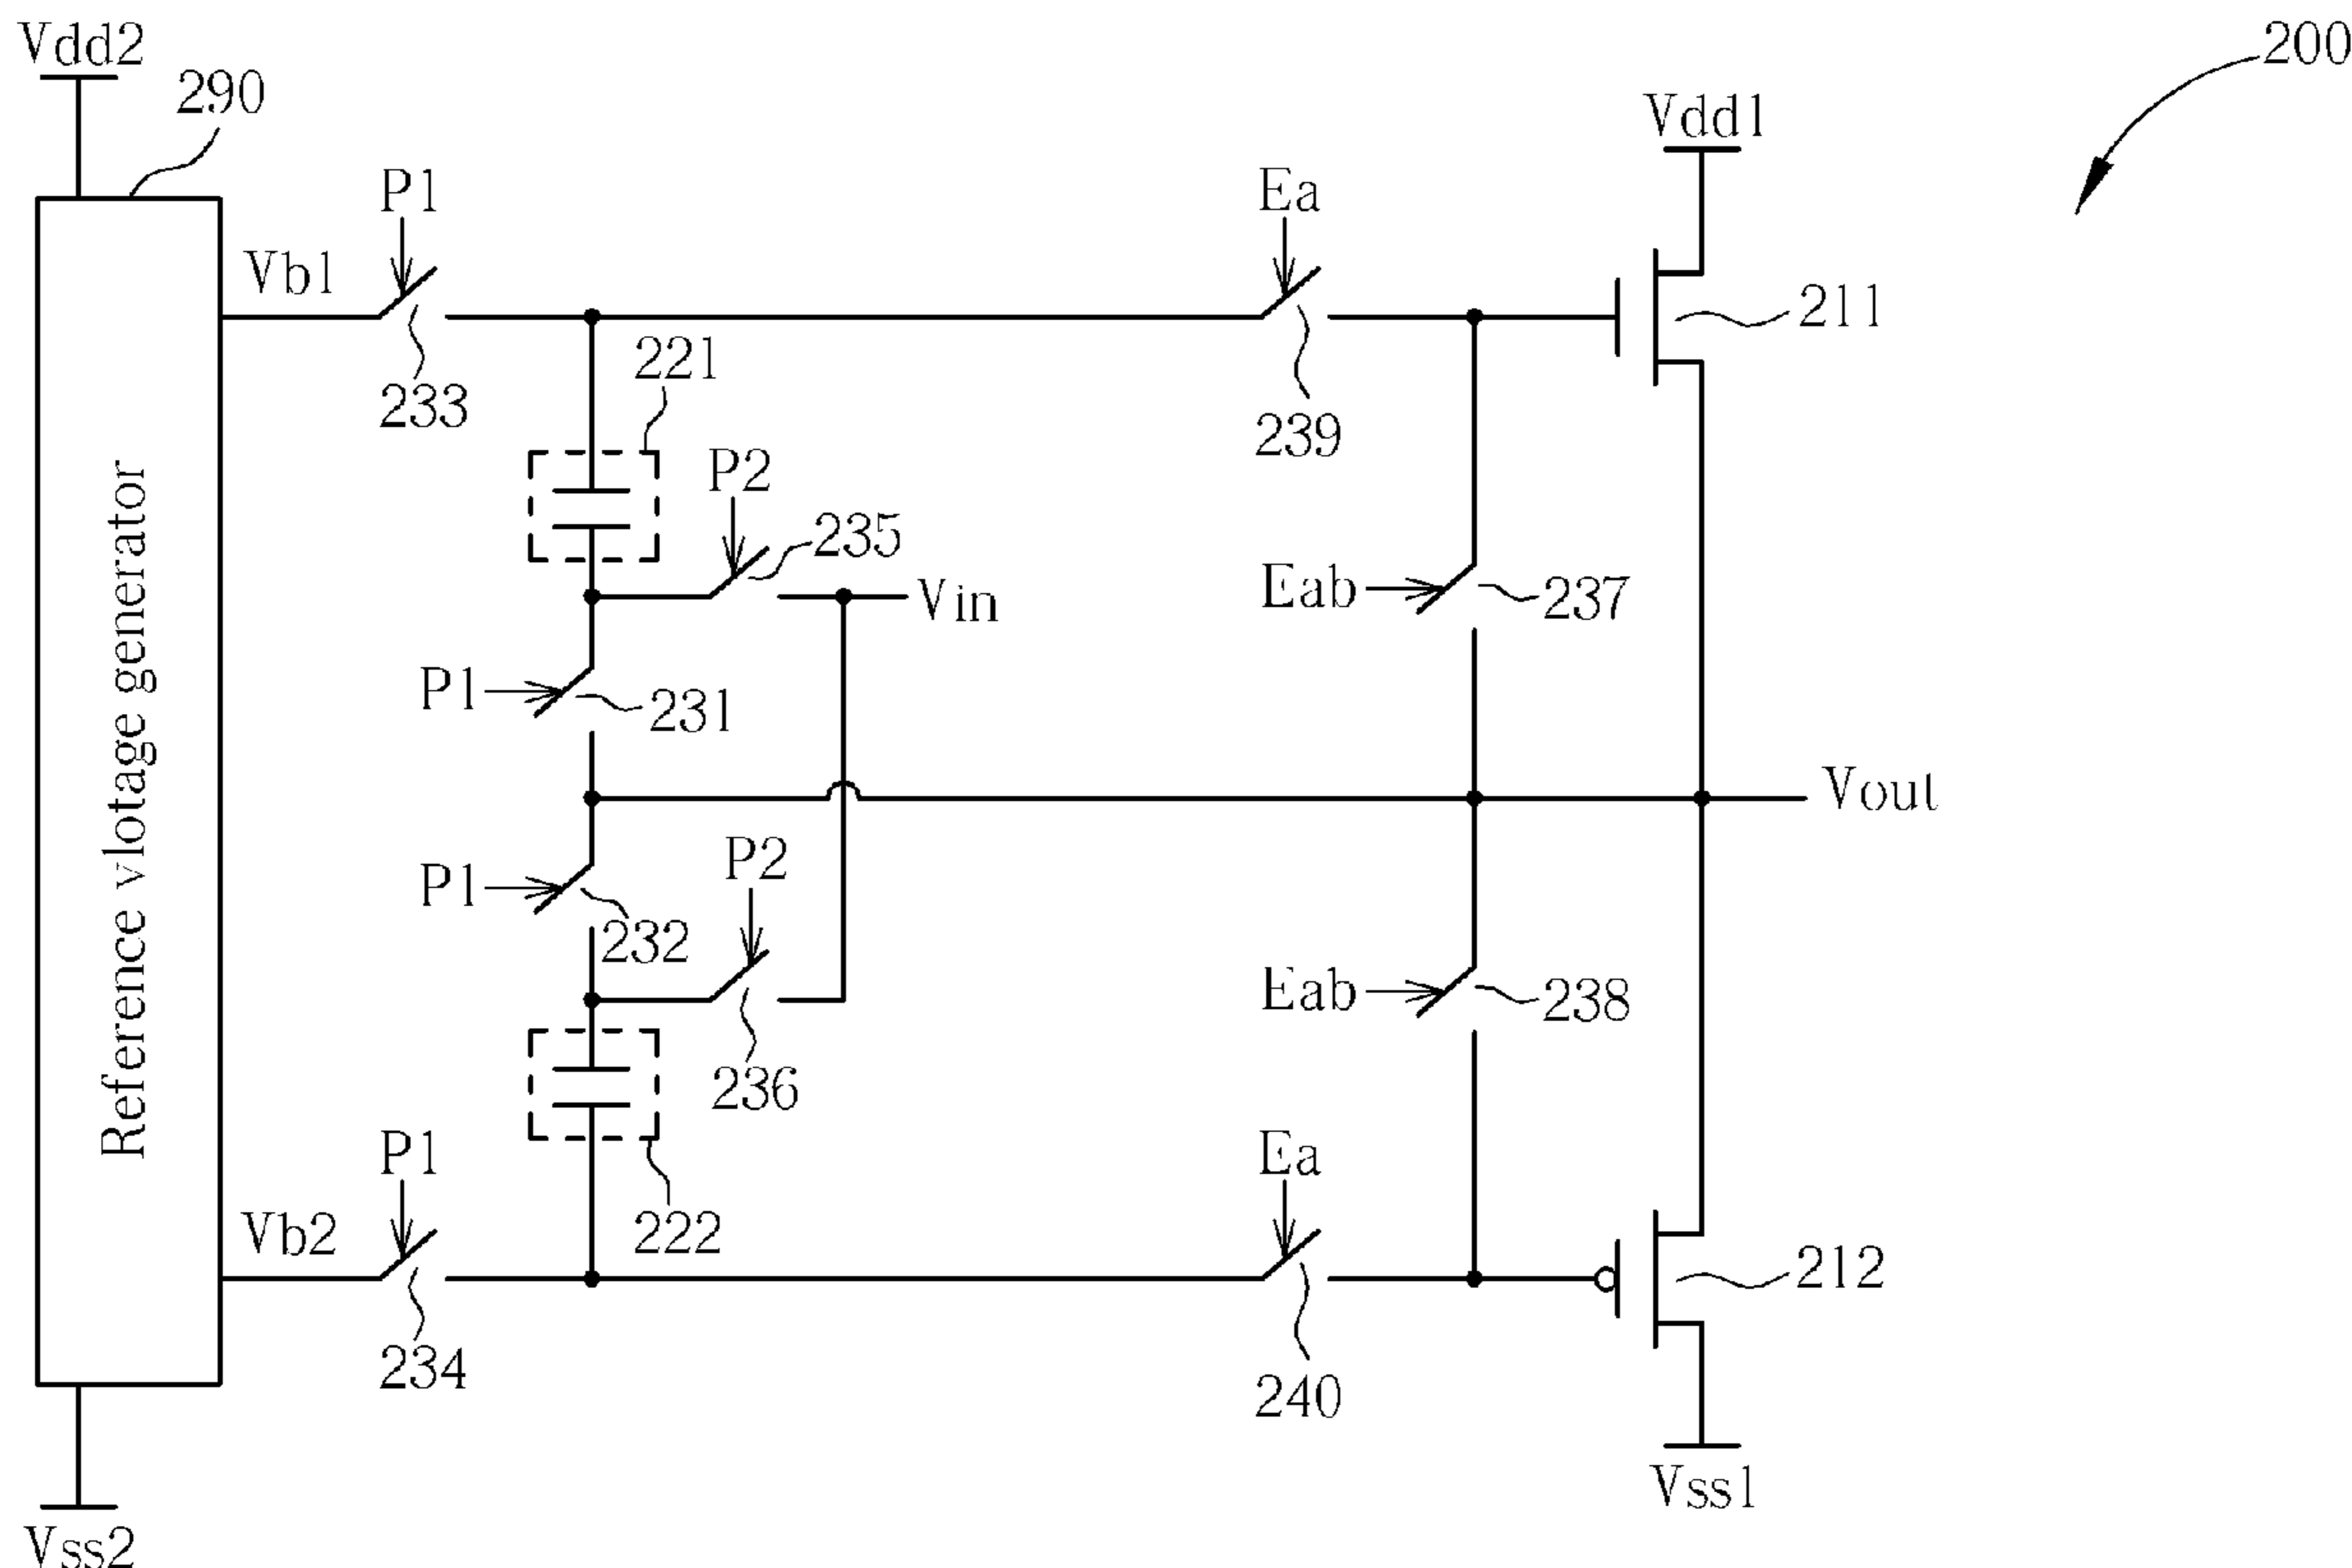 Vdd2
290
200
Vdd1
P1
Ea
Vb1
211
221
233
239
P2
235
Vin
Eab
237
P1
231
Vout
P2
P1
232
Eab
238
236
Reference vlotage generator
P1
Ea
222
Vb2
212
234
240
Vss1
Vss2